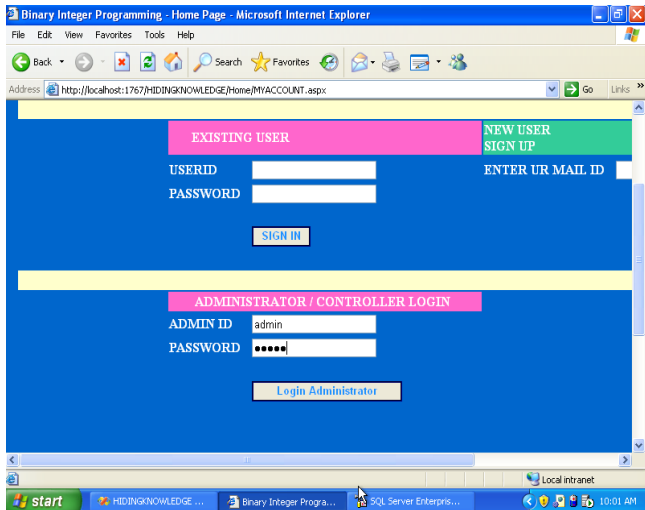 Binary Integer Programming - Home Page - Microsoft Internet Explorer
File Edit View Favorites Tools Help
Back Search Favorites
Address http://localhost:1767/HIDINGKNOWLEDGE/Home/MYACCOUNT.aspx Go Links »
EXISTING USER
NEW USER
SIGN UP
USERID
ENTER UR MAIL ID
PASSWORD
SIGN IN
ADMINISTRATOR / CONTROLLER LOGIN
ADMIN ID admin
PASSWORD •••••
Login Administrator
Local intranet
start HIDINGKNOWLEDGE ... Binary Integer Progra... SQL Server Enterpris... 10:01 AM